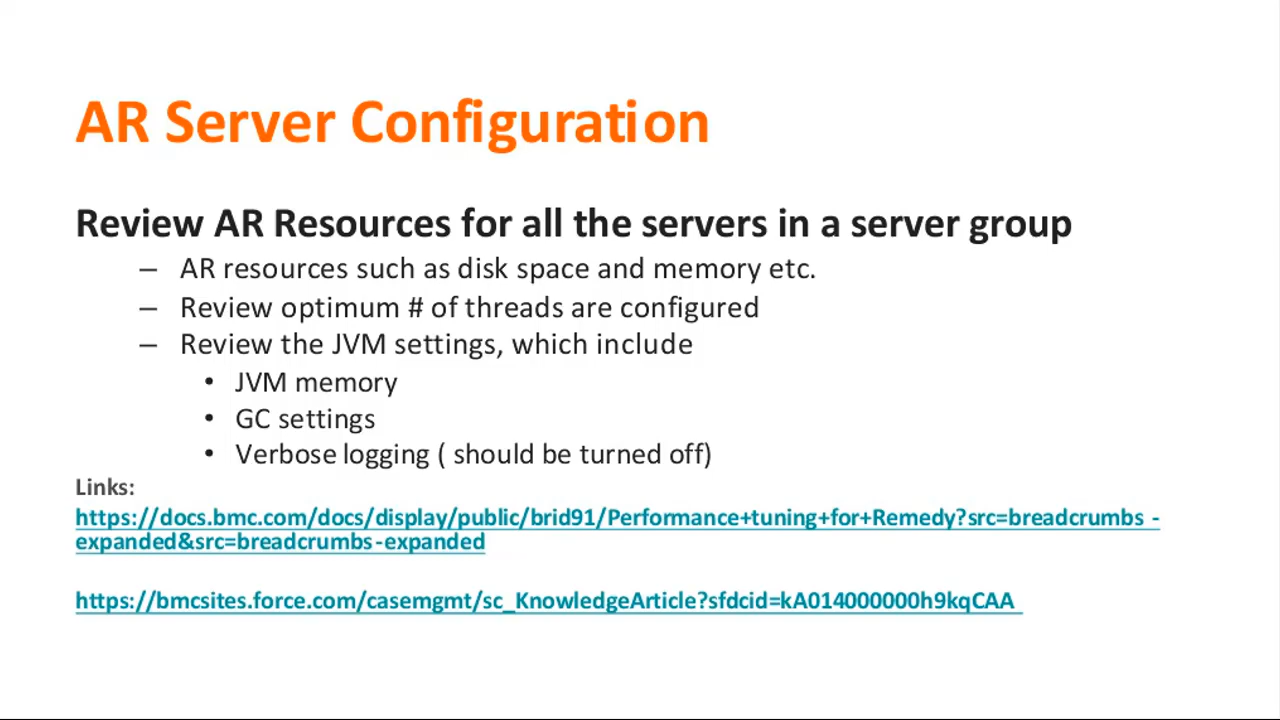 AR Server Configuration
Review AR Resources for all the servers in a server group
– AR resources such as disk space and memory etc.
– Review optimum # of threads are configured
– Review the JVM settings, which include
• JVM memory
• GC settings
• Verbose logging ( should be turned off)
Links:
https://docs.bmc.com/docs/display/public/brid91/Performance+tuning+for+Remedy?src=breadcrumbs -
expanded&src=breadcrumbs-expanded
https://bmcsites.force.com/casemgmt/sc_KnowledgeArticle?sfdcid=kA014000000h9kqCAA